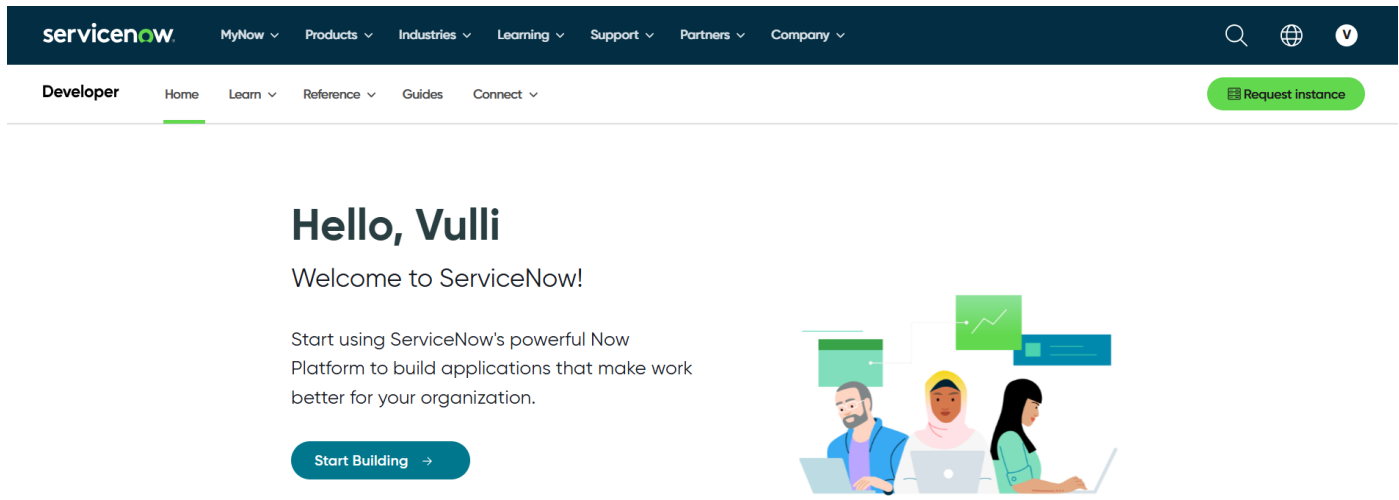 servicenow. MyNow Products Industries Learning Support Partners Company V
Developer Home Learn Reference Guides Connect Request instance
Hello, Vulli
Welcome to ServiceNow!
Start using ServiceNow's powerful Now
Platform to build applications that make work
better for your organization.
Start Building →